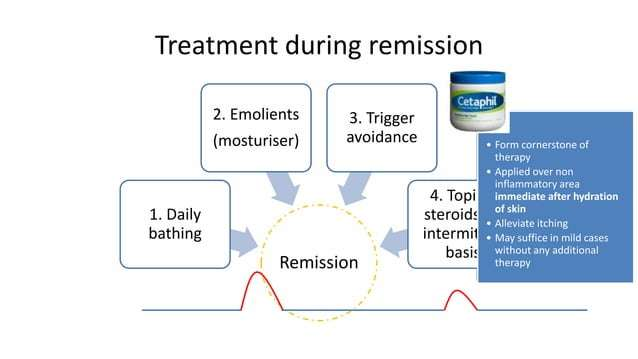 Treatment during remission
2. Emolients
(mosturiser)
3. Trigger
avoidance
Cetaphil
• Form cornerstone of
therapy
• Applied over non
inflammatory area
immediate after hydration
of skin
• Alleviate itching
• May suffice in mild cases
without any additional
therapy
1. Daily
bathing
4. Topi
steroids
intermit
basis
Remission